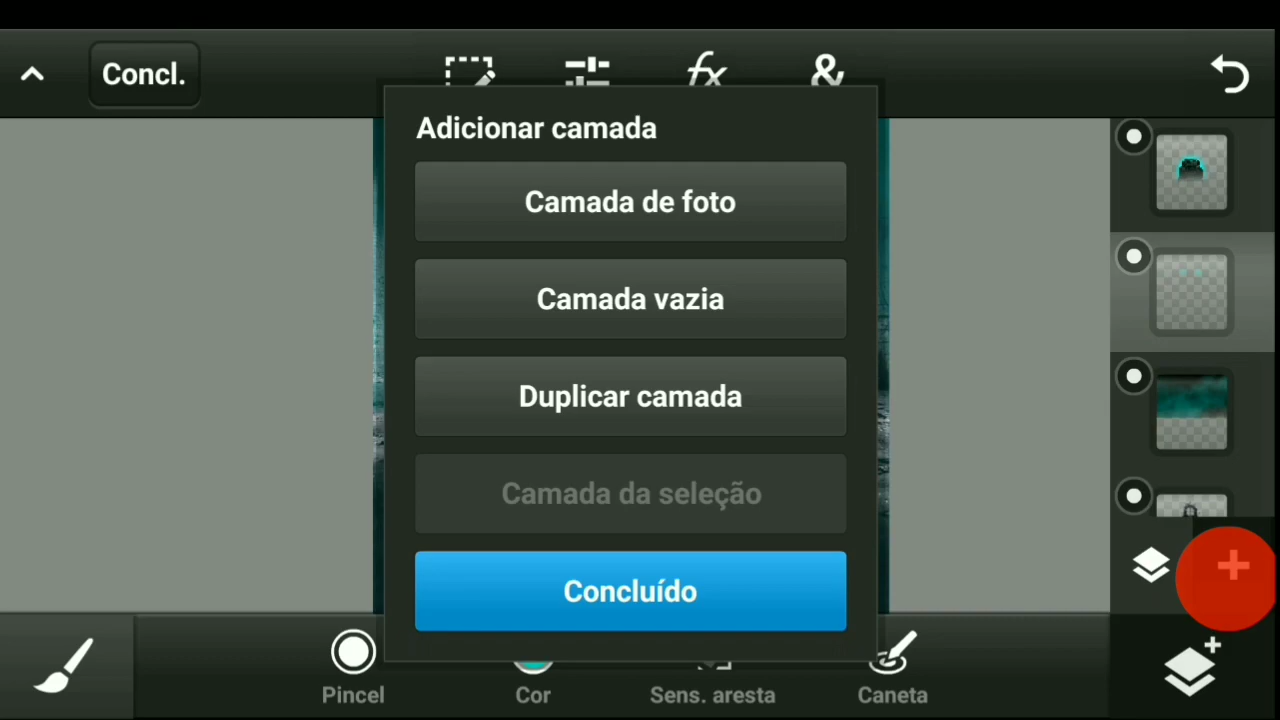 Concl.
fx
&
Adicionar camada
Camada de foto
Camada vazia
Duplicar camada
Camada da seleção
Concluído
Pincel
Cor
Sens. aresta
Caneta